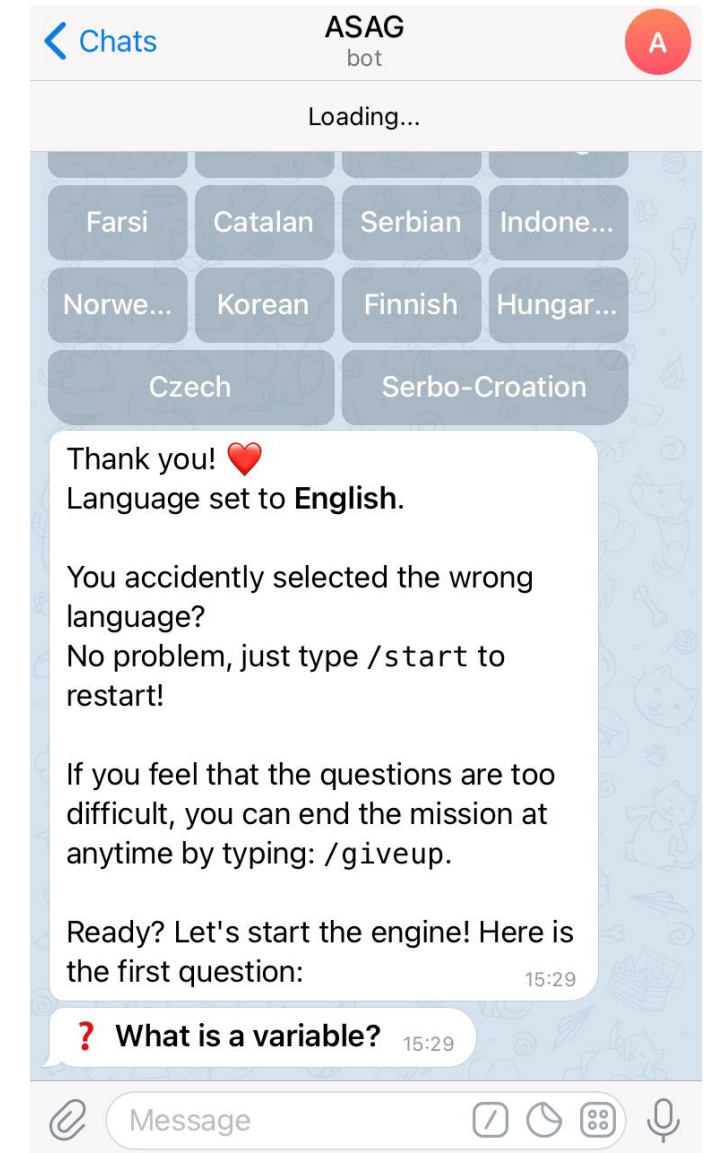 Chats
ASAG
bot
A
Loading...
Farsi Catalan Serbian Indone...
Norwe... Korean Finnish Hungar...
Czech Serbo-Croation
Thank you! ❤️
Language set to English.
You accidently selected the wrong
language?
No problem, just type /start to
restart!
If you feel that the questions are too
difficult, you can end the mission at
anytime by typing: /giveup.
Ready? Let's start the engine! Here is
the first question:
15:29
❓ What is a variable? 15:29
Message